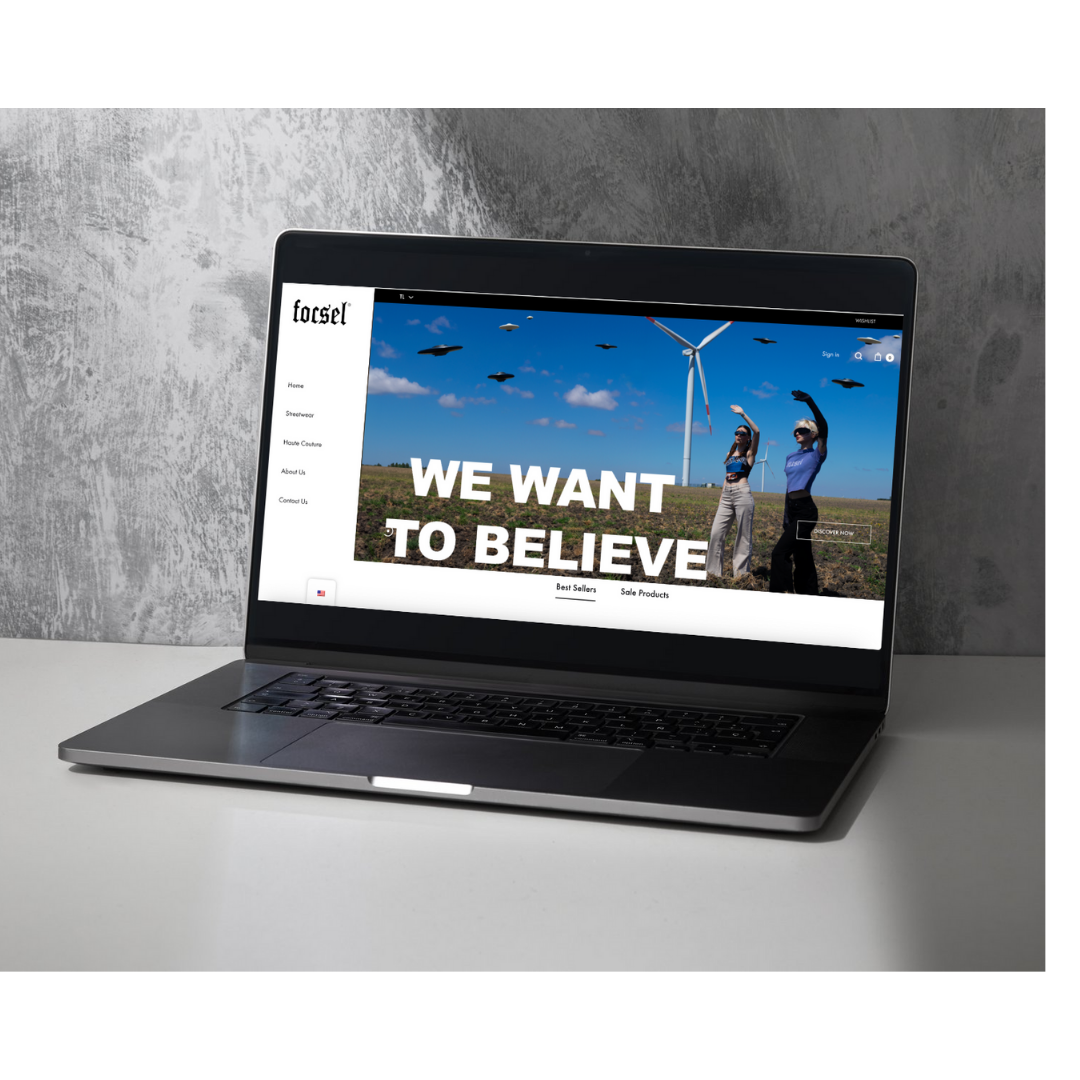 focsel
TL
WISHLIST
Sign in
0
Home
Streetwear
Haute Couture
About Us
Contact Us
WE WANT
TO BELIEVE
DISCOVER NOW
Best Sellers
Sale Products